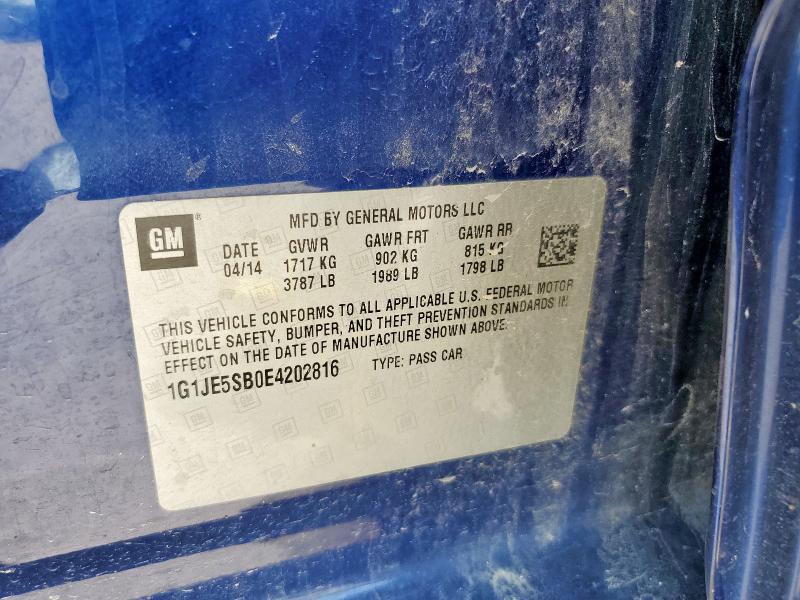 GM ®
MFD BY GENERAL MOTORS LLC
DATE GVWR GAWR FRT GAWR RR
04/14 1717 KG 902 KG 815 KG
3787 LB 1989 LB 1798 LB
THIS VEHICLE CONFORMS TO ALL APPLICABLE U.S. FEDERAL MOTOR
VEHICLE SAFETY, BUMPER, AND THEFT PREVENTION STANDARDS IN
EFFECT ON THE DATE OF MANUFACTURE SHOWN ABOVE.
1G1JE5SB0E4202816 TYPE: PASS CAR